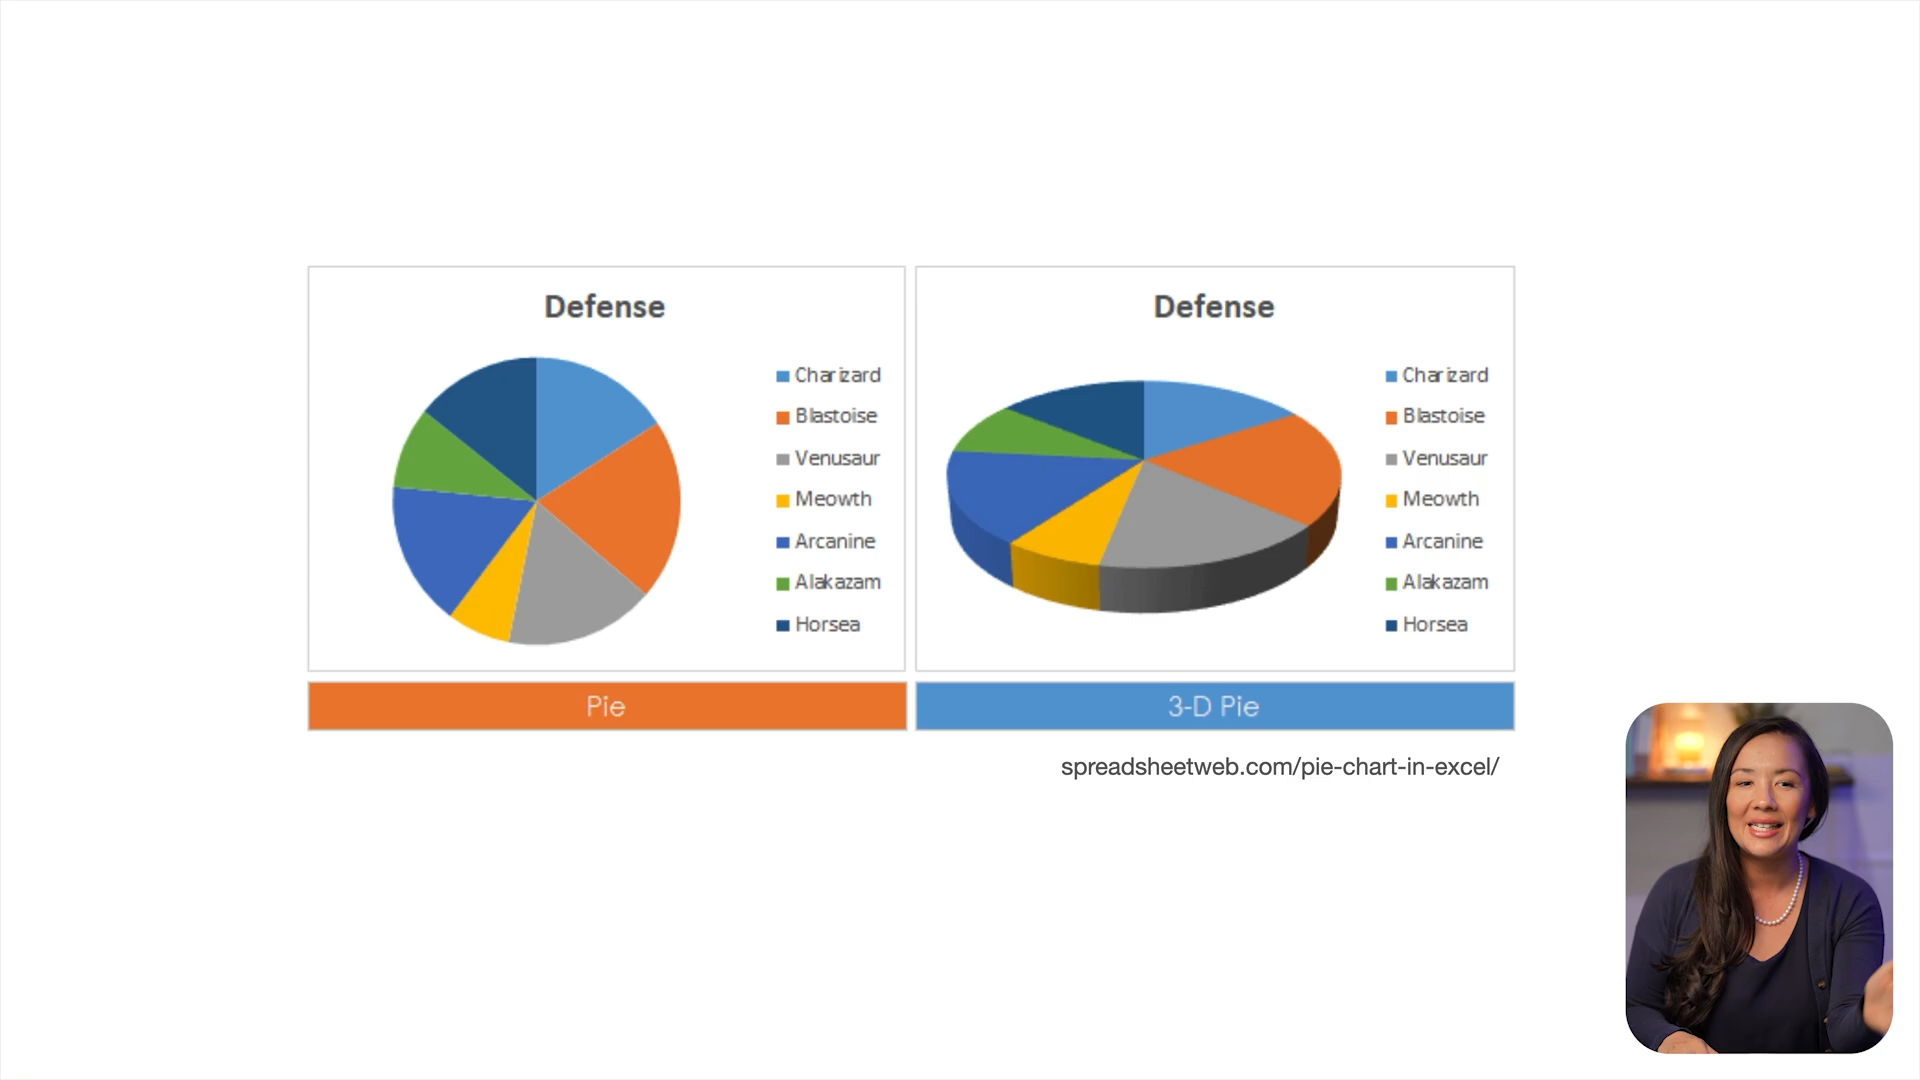 Defense
Charizard
Blastoise
Venusaur
Meowth
Arcanine
Alakazam
Horsea
Pie
Defense
Charizard
Blastoise
Venusaur
Meowth
Arcanine
Alakazam
Horsea
3-D Pie
spreadsheetweb.com/pie-chart-in-excel/